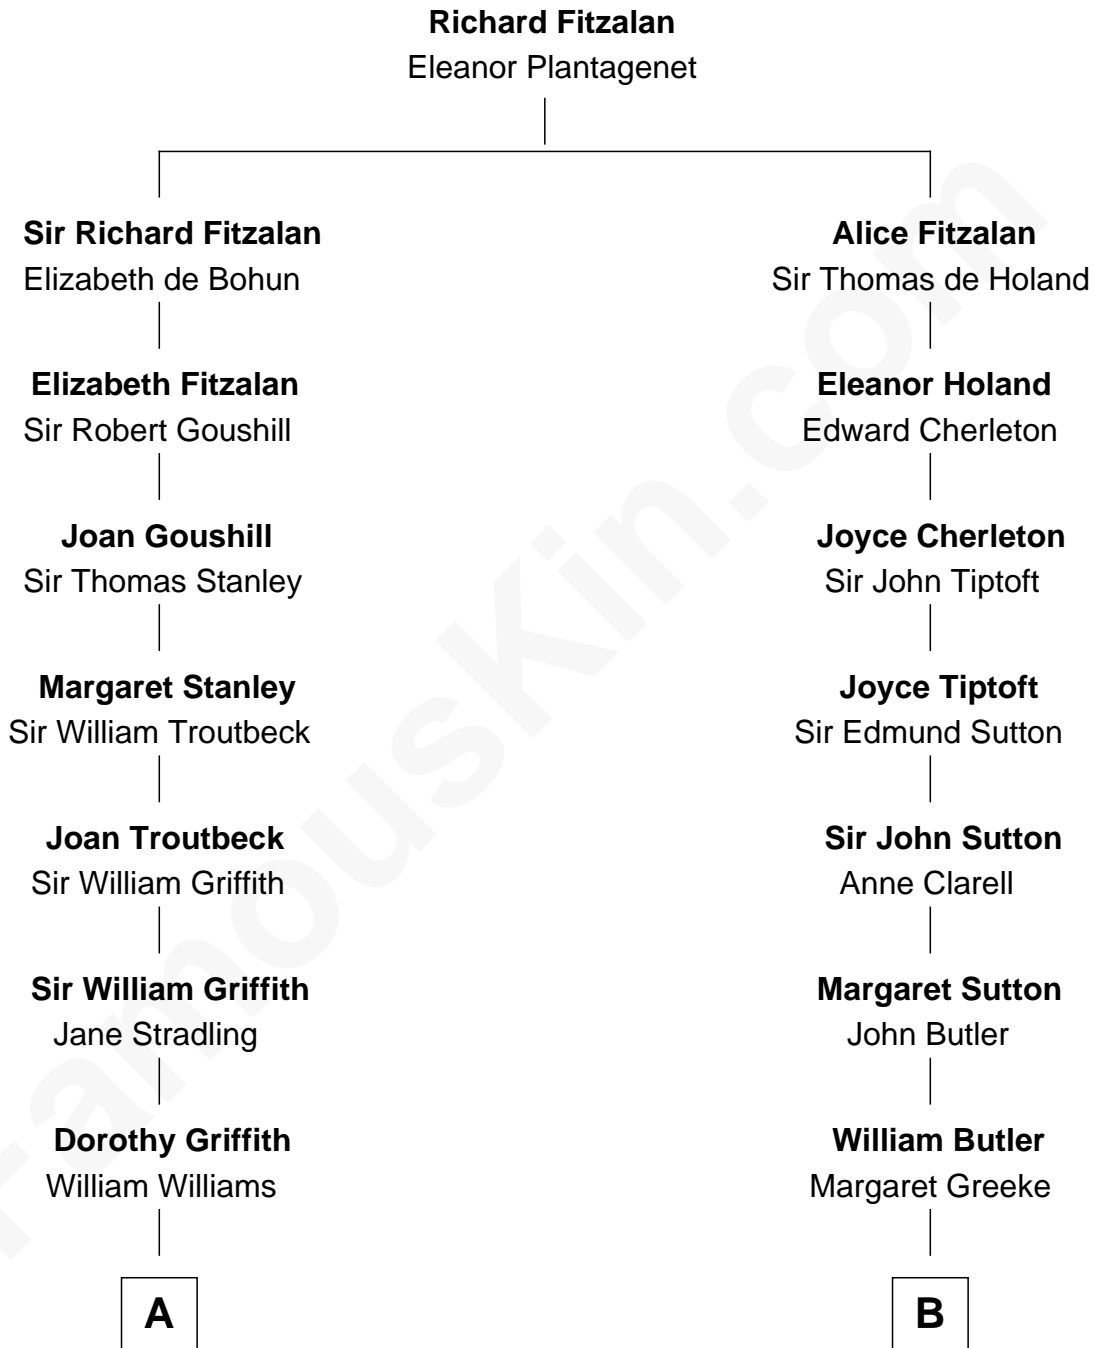 Richard Fitzalan
Eleanor Plantagenet
Sir Richard Fitzalan
Elizabeth de Bohun
Alice Fitzalan
Sir Thomas de Holand
Elizabeth Fitzalan
Sir Robert Goushill
Eleanor Holand
Edward Cherleton
Joan Goushill
Sir Thomas Stanley
Joyce Cherleton
Sir John Tiptoft
Margaret Stanley
Sir William Troutbeck
Joyce Tiptoft
Sir Edmund Sutton
Joan Troutbeck
Sir William Griffith
Sir John Sutton
Anne Clarell
Sir William Griffith
Jane Stradling
Margaret Sutton
John Butler
Dorothy Griffith
William Williams
William Butler
Margaret Greeke
A
B
FamousKin.com